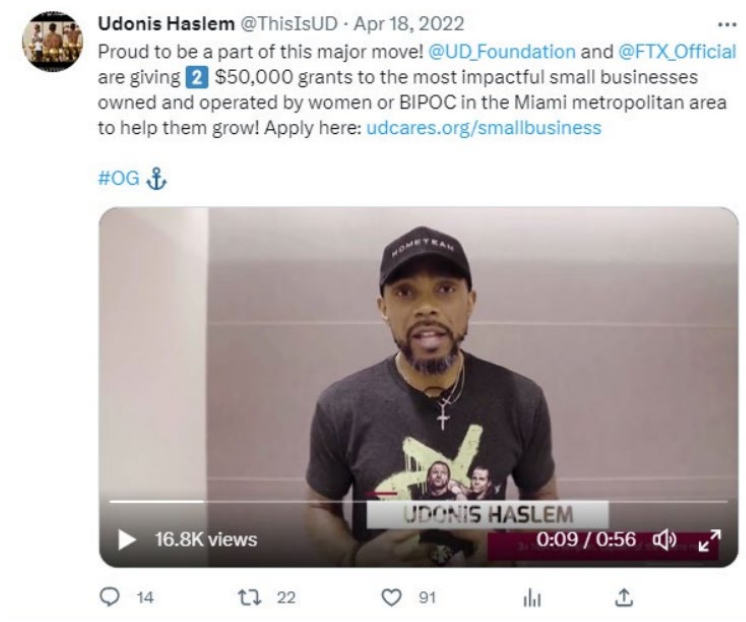 Udonis Haslem @ThisIsUD · Apr 18, 2022
Proud to be a part of this major move! @UD_Foundation and @FTX_Official
are giving 2️⃣ $50,000 grants to the most impactful small businesses
owned and operated by women or BIPOC in the Miami metropolitan area
to help them grow! Apply here: udcares.org/smallbusiness
#OG ⚓
HOMETEAM
UDONIS HASLEM
16.8K views
0:09 / 0:56
14
22
91